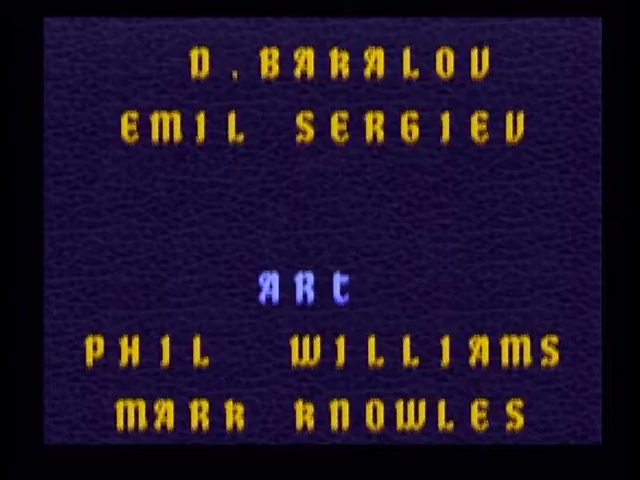 D.BAKALOV
EMIL SERGIEV
ART
PHIL WILLIAMS
MARK KNOWLES